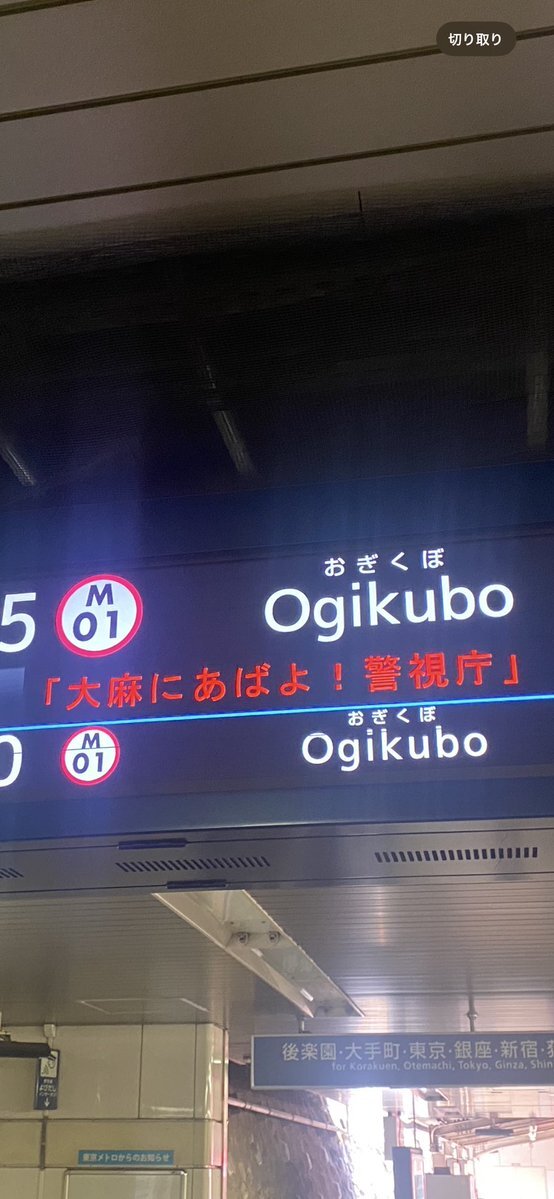 切り取り
おぎくぼ
5 M 01 Ogikubo
「大麻にあばよ！警視庁」
おぎくぼ
0 M 01 Ogikubo
後楽園·大手町·東京·銀座·新宿·
for Korakuen, Otemachi, Tokyo, Ginza, Shin
東京メトロからのお知らせ